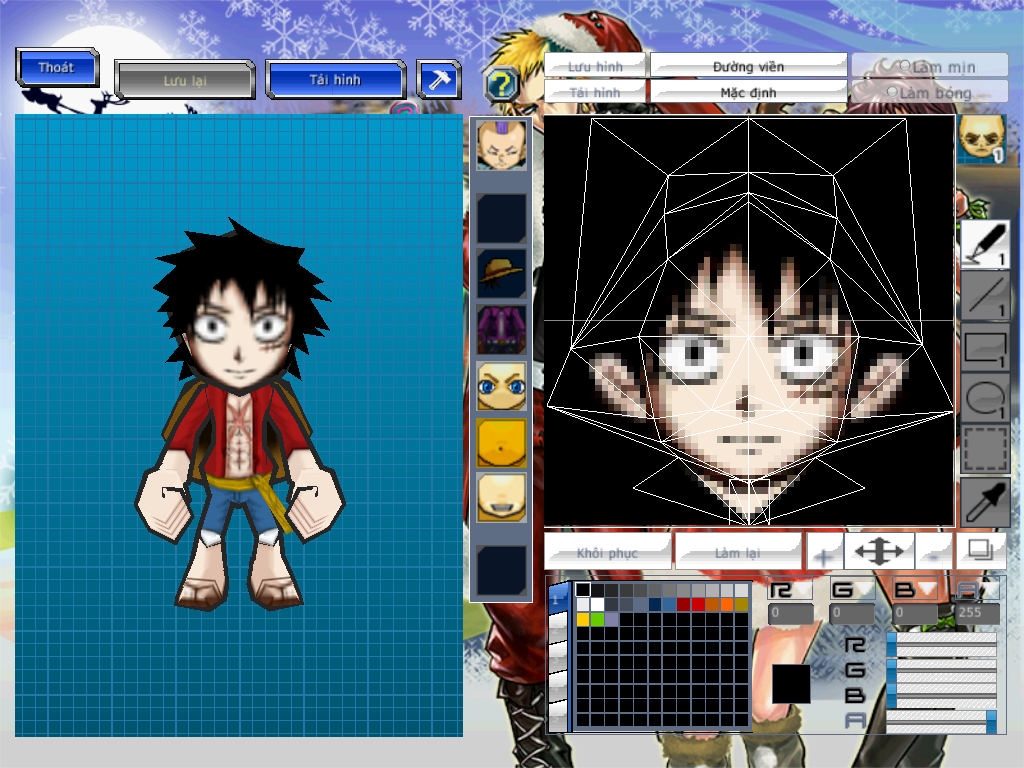 Thoát
Lưu lại
Tải hình
?
Lưu hình
Đường viền
Làm mịn
Tải hình
Mặc định
Làm bóng
1
1
1
1
1
Khôi phục
Làm lại
+
-
1
R
G
B
A
0
0
0
255
R
G
B
A